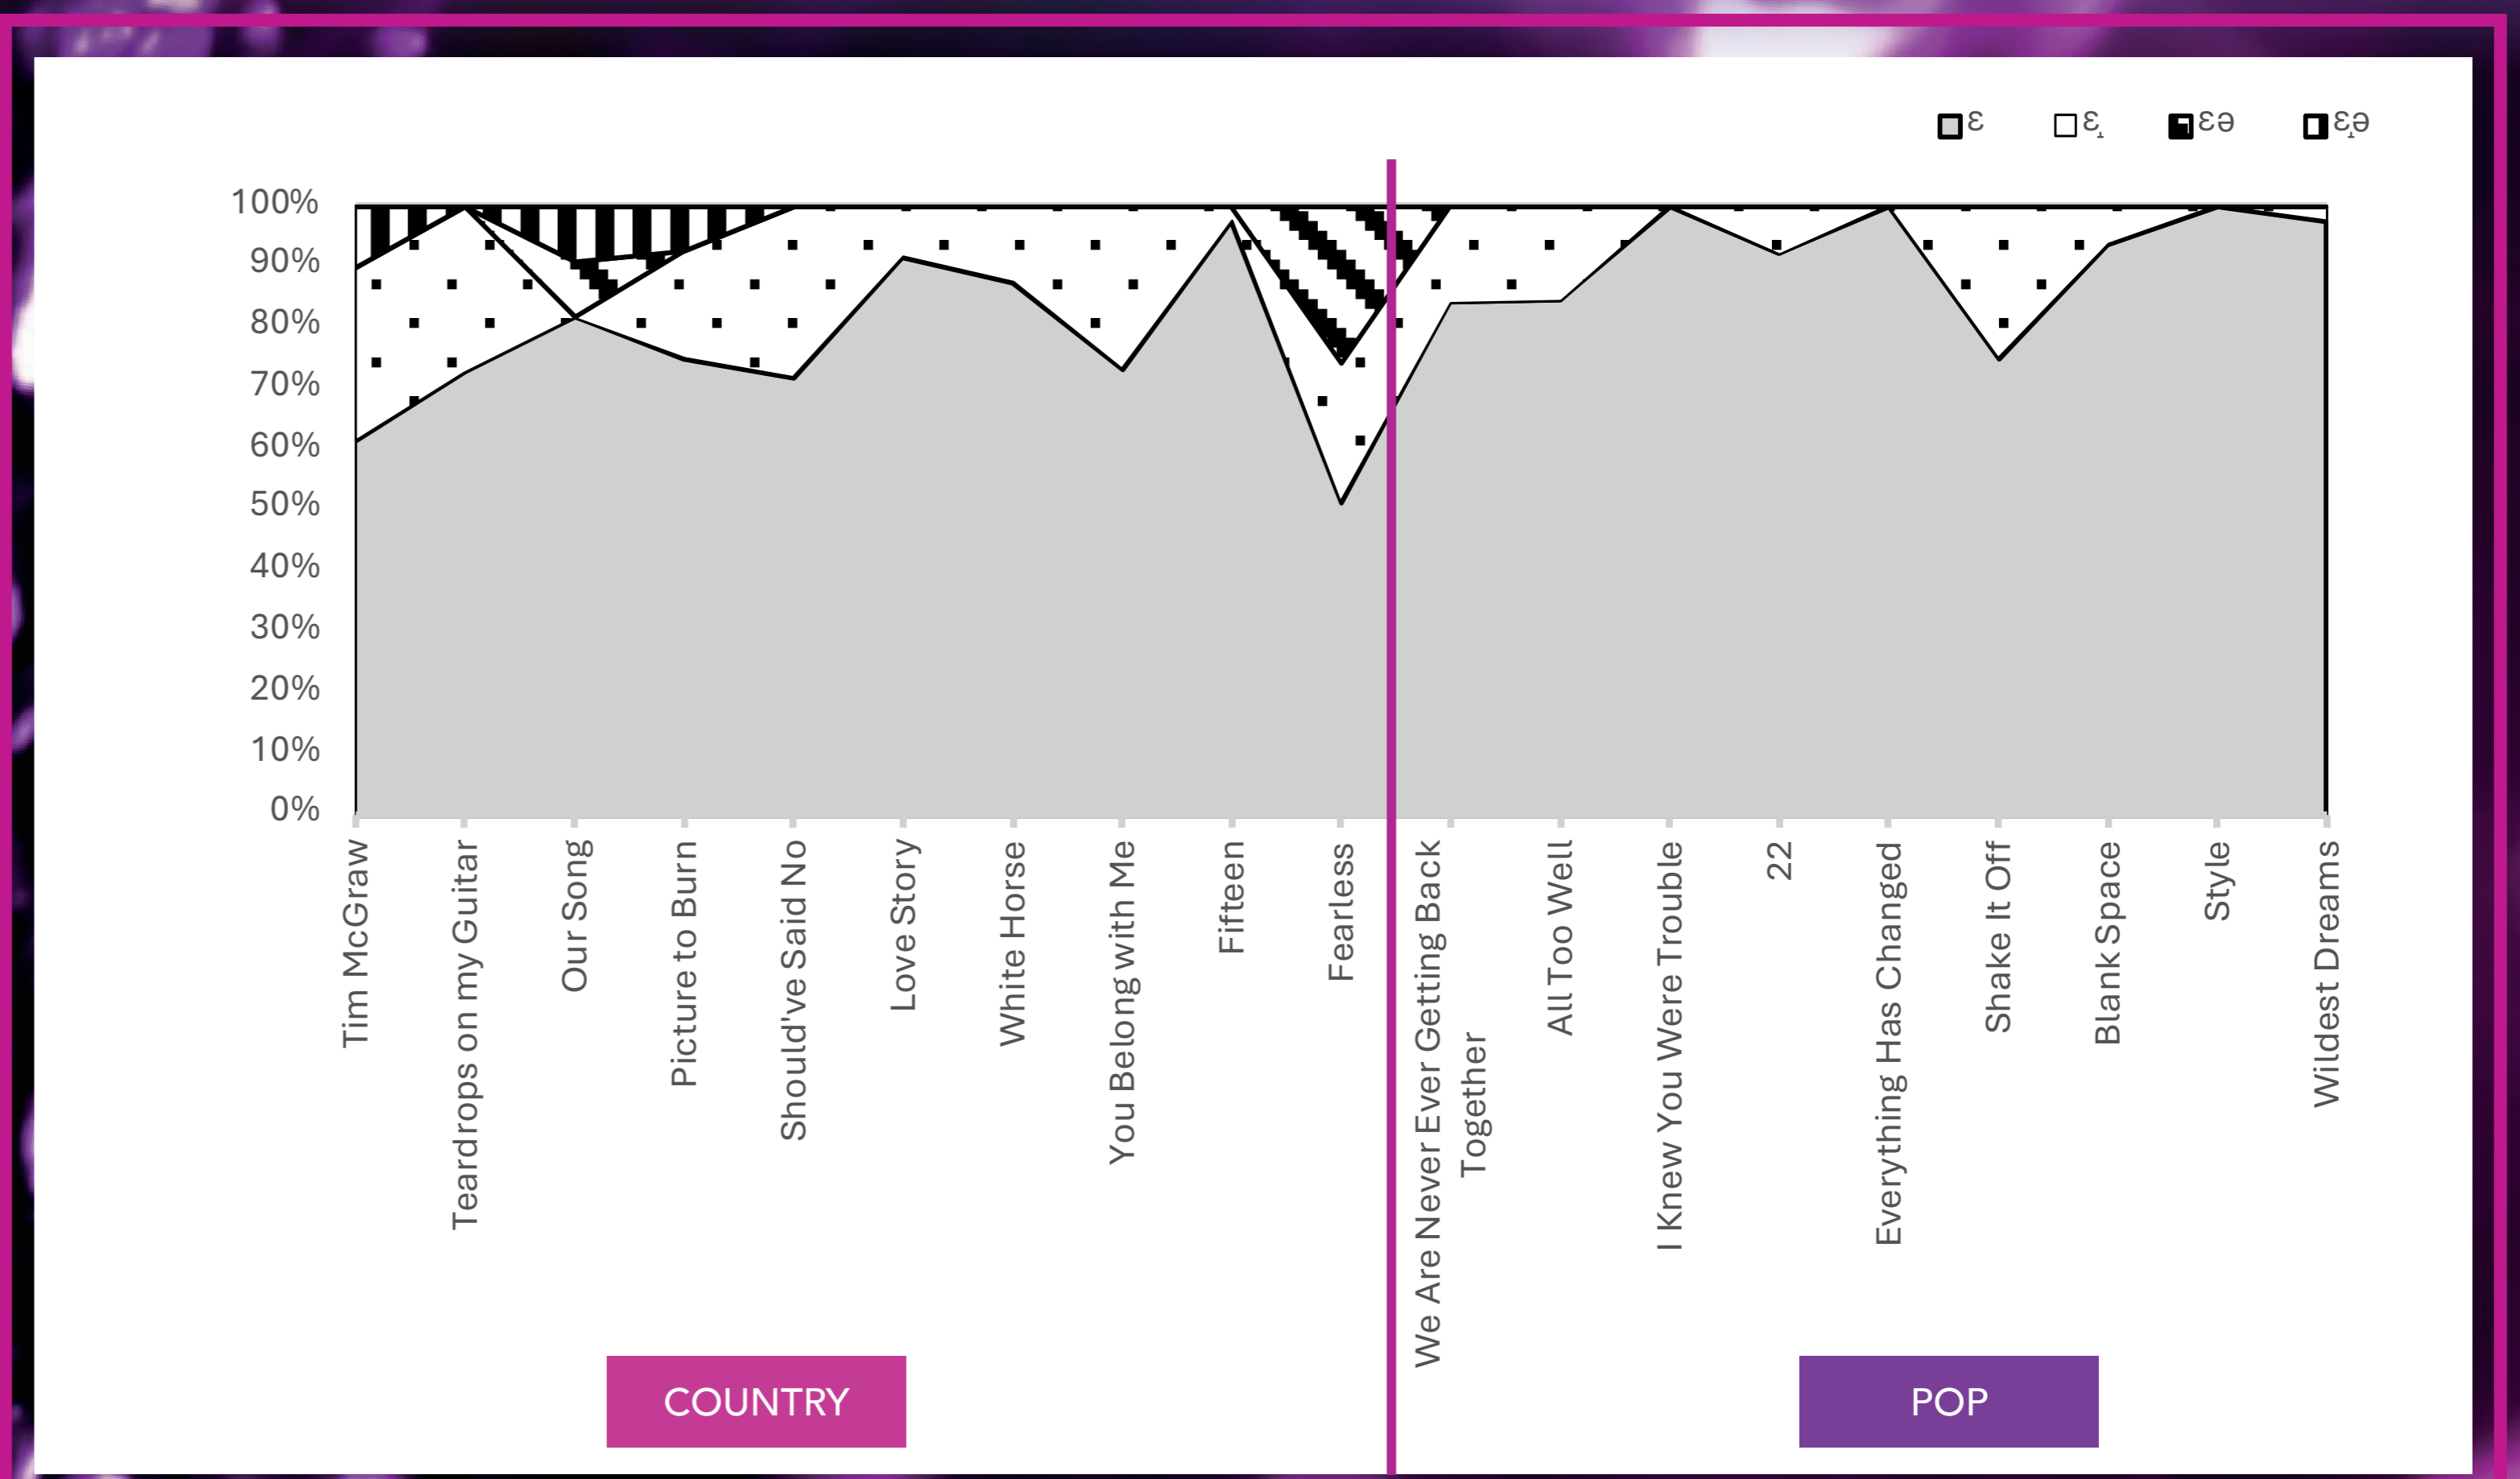 ɛ ɛ̟ ɛə ɛ̟ə
100%
90%
80%
70%
60%
50%
40%
30%
20%
10%
0%
Tim McGraw
Teardrops on my Guitar
Our Song
Picture to Burn
Should've Said No
Love Story
White Horse
You Belong with Me
Fifteen
Fearless
We Are Never Ever Getting Back
Together
All Too Well
I Knew You Were Trouble
22
Everything Has Changed
Shake It Off
Blank Space
Style
Wildest Dreams
COUNTRY
POP